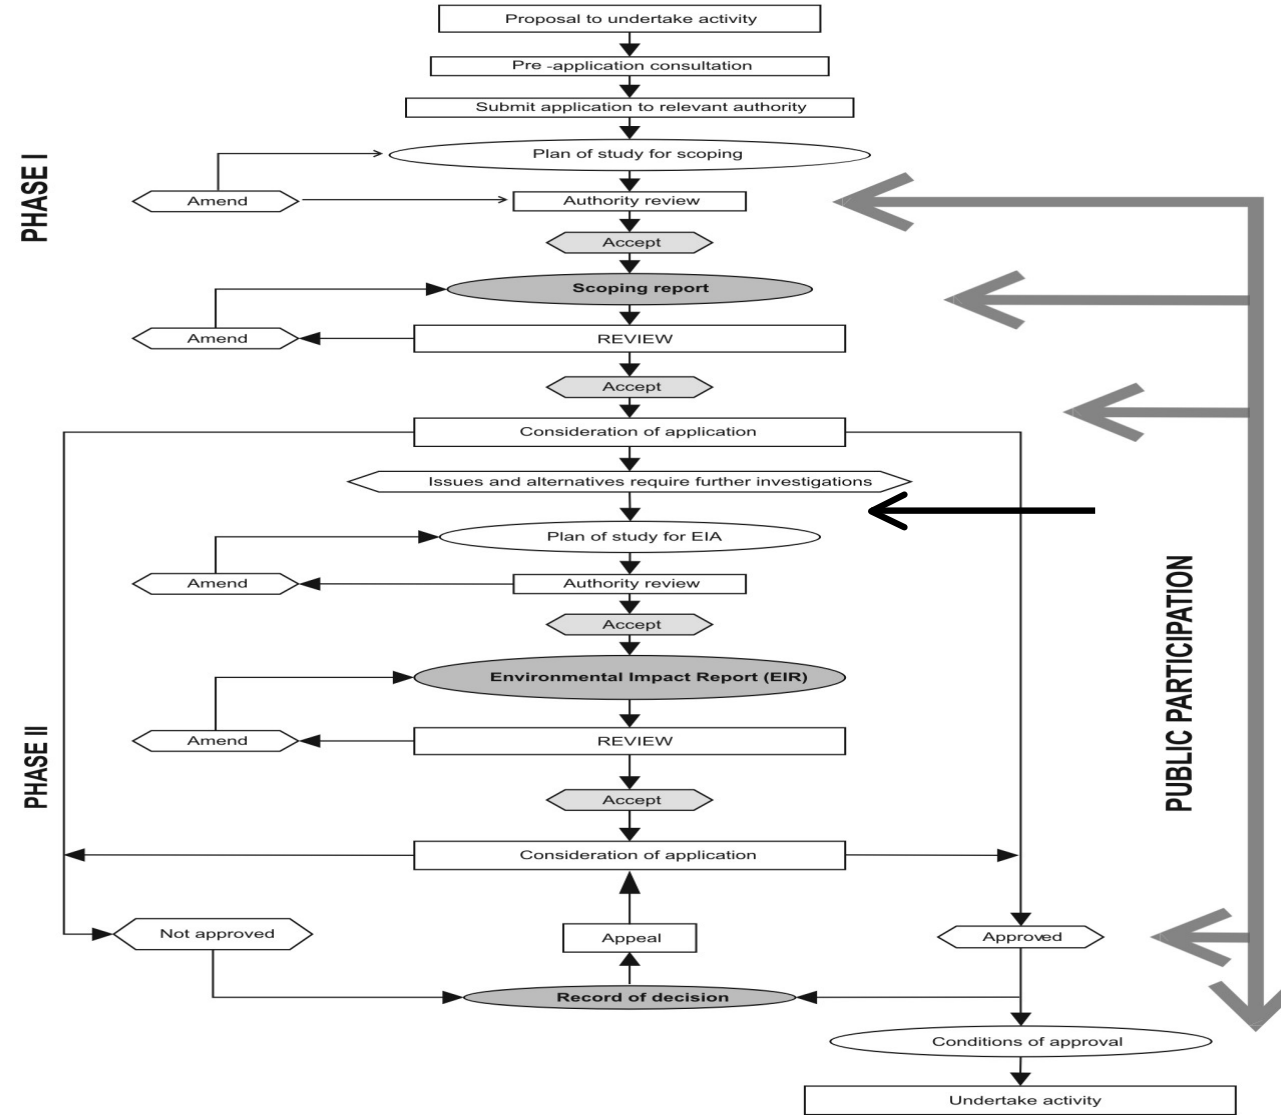 Proposal to undertake activity
Pre -application consultation
Submit application to relevant authority
Plan of study for scoping
PHASE I
Amend
Authority review
Accept
Scoping report
Amend
REVIEW
Accept
Consideration of application
Issues and alternatives require further investigations
Plan of study for EIA
Amend
Authority review
Accept
PUBLIC PARTICIPATION
Environmental Impact Report (EIR)
PHASE II
Amend
REVIEW
Accept
Consideration of application
Not approved
Appeal
Approved
Record of decision
Conditions of approval
Undertake activity